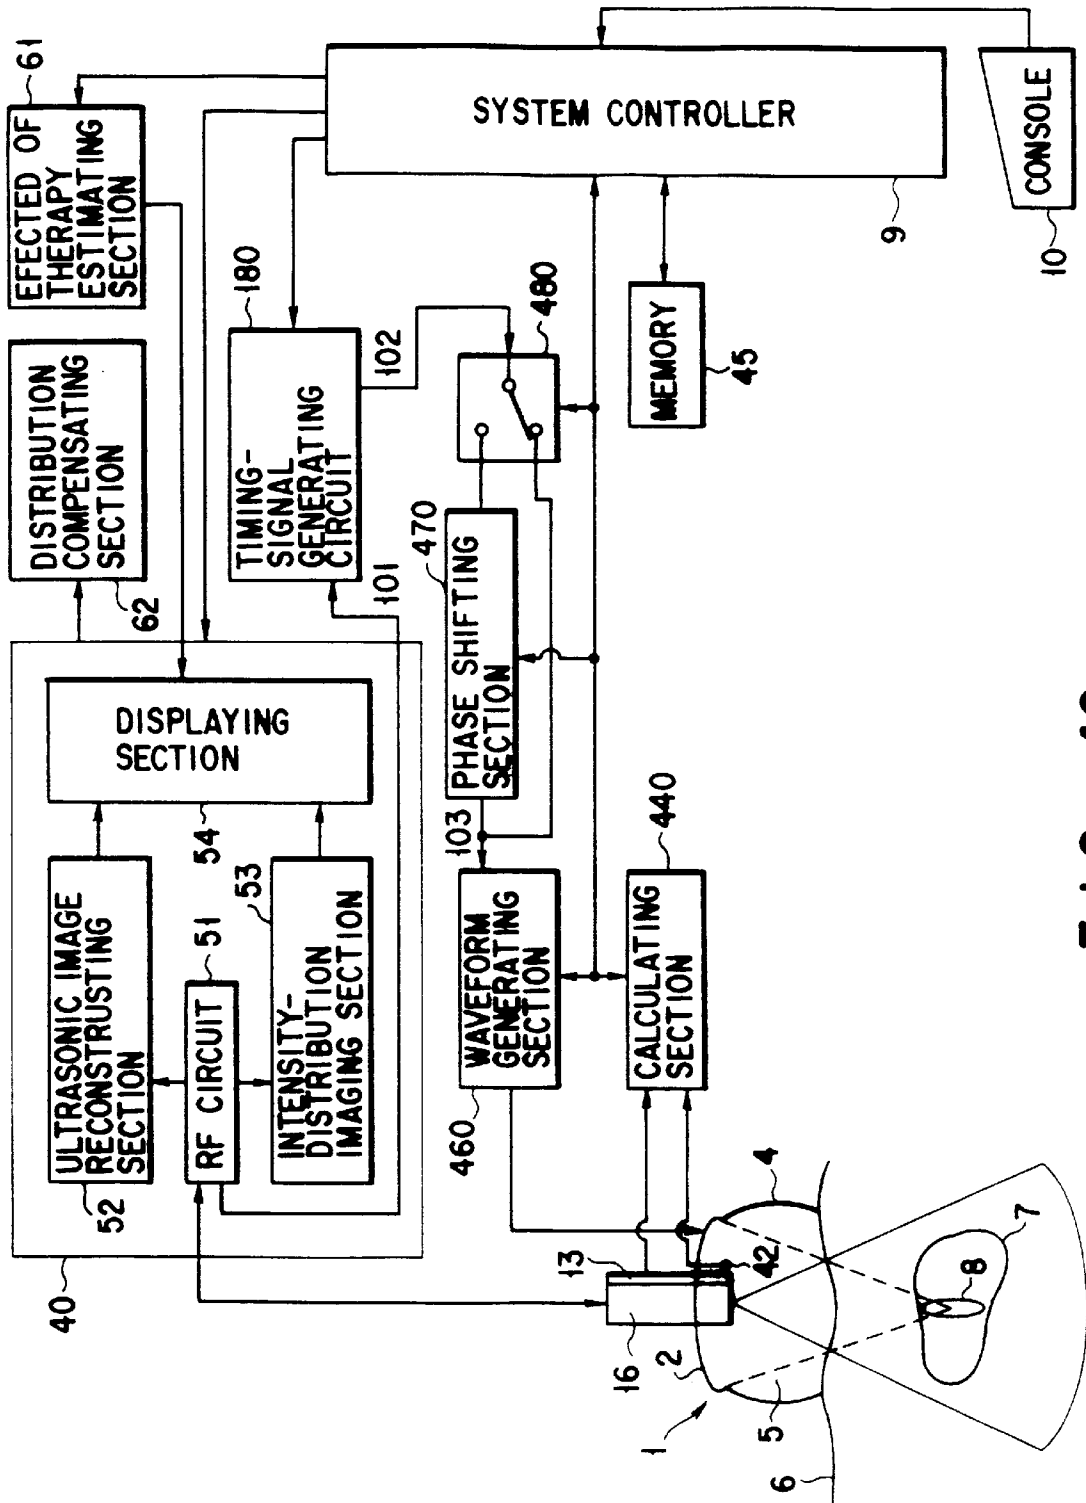 EFECTED OF
THERAPY
ESTIMATING
SECTION
61
DISTRIBUTION
COMPENSATING
SECTION
62
SYSTEM CONTROLLER
9
CONSOLE
10
TIMING-
SIGNAL
GENERATING
CIRCUIT
180
101
102
480
MEMORY
45
DISPLAYING
SECTION
54
ULTRASONIC IMAGE
RECONSTRUSTING
SECTION
52
RF CIRCUIT
51
INTENSITY-
DISTRIBUTION
IMAGING SECTION
53
40
PHASE SHIFTING
SECTION
470
103
WAVEFORM
GENERATING
SECTION
460
CALCULATING
SECTION
440
13
16
42
2
4
1
5
6
7
8